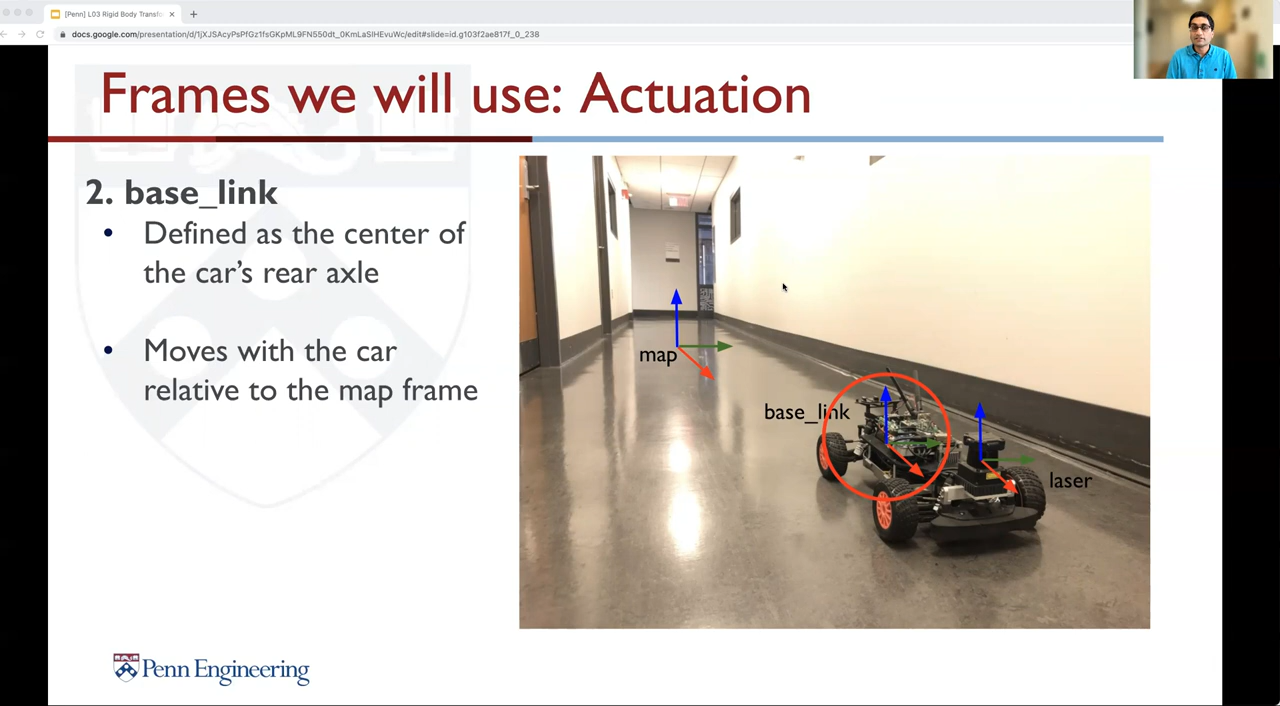 [Penn] L03 Rigid Body Transfo
docs.google.com/presentation/d/1jXJSAcyPsPfGz1fsGKpML9FN550dt_0KmLaSlHEvuWc/edit#slide=id.g103f2ae817f_0_238
Frames we will use: Actuation
2. base_link
• Defined as the center of
the car's rear axle
• Moves with the car
relative to the map frame
map
base_link
laser
Penn Engineering